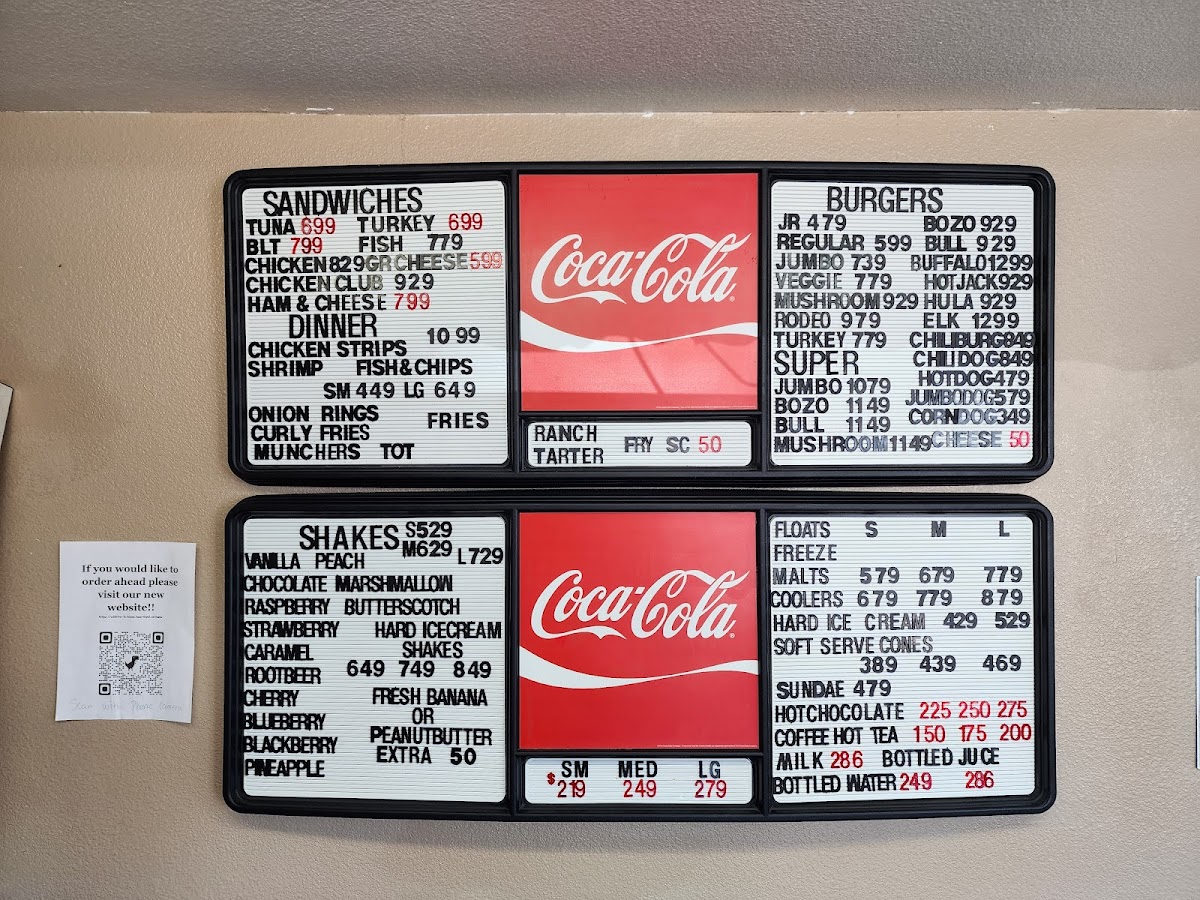 SANDWICHES
TUNA 699 TURKEY 699
BLT 799 FISH 779
CHICKEN 829 GR CHEESE 599
CHICKEN CLUB 929
HAM & CHEESE 799
DINNER
10 99
CHICKEN STRIPS
SHRIMP FISH & CHIPS
SM 449 LG 649
ONION RINGS
FRIES
CURLY FRIES
MUNCHERS TOT
Coca-Cola
RANCH
TARTER
FRY SC 50
BURGERS
JR 479 BOZO 929
REGULAR 599 BULL 929
JUMBO 739 BUFFALO 1299
VEGGIE 779 HOTJACK 929
MUSHROOM 929 HULA 929
RODEO 979 ELK 1299
TURKEY 779 CHILIBURG 849
SUPER CHILI DOG 849
JUMBO 1079 HOTDOG 479
BOZO 1149 JUMBODOG 579
BULL 1149 CORNDOG 349
MUSHROOM 1149 CHEESE 50
SHAKES S529
M629 L729
VANILLA PEACH
CHOCOLATE MARSHMALLOW
RASPBERRY BUTTERSCOTCH
STRAWBERRY HARD ICECREAM
CARAMEL SHAKES
ROOTBEER 649 749 849
CHERRY FRESH BANANA
BLUEBERRY OR
BLACKBERRY PEANUTBUTTER
PINEAPPLE EXTRA 50
Coca-Cola
SM MED LG
$219 249 279
FLOATS S M L
FREEZE
MALTS 579 679 779
COOLERS 679 779 879
HARD ICE CREAM 429 529
SOFT SERVE CONES
389 439 469
SUNDAE 479
HOTCHOCOLATE 225 250 275
COFFEE HOT TEA 150 175 200
MILK 286 BOTTLED JUCE
BOTTLED WATER 249 286
If you would like to
order ahead please
visit our new
website!!
Scan with Phone Camera